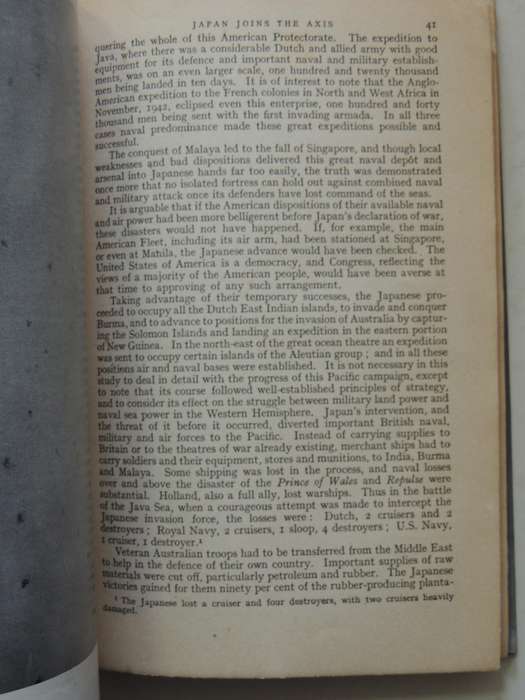 JAPAN JOINS THE AXIS 41
quering the whole of this American Protectorate. The expedition to
Java, where there was a considerable Dutch and allied army with good
equipment for its defence and important naval and military establish-
ments, was on an even larger scale, one hundred and twenty thousand
men being landed in ten days. It is of interest to note that the Anglo-
American expedition to the French colonies in North and West Africa in
November, 1942, eclipsed even this enterprise, one hundred and forty
thousand men being sent with the first invading armada. In all three
cases naval predominance made these great expeditions possible and
successful.
The conquest of Malaya led to the fall of Singapore, and though local
weaknesses and bad dispositions delivered this great naval depôt and
arsenal into Japanese hands far too easily, the truth was demonstrated
once more that no isolated fortress can hold out against combined naval
and military attack once its defenders have lost command of the seas.
It is arguable that if the American dispositions of their available naval
and air power had been more belligerent before Japan's declaration of war,
these disasters would not have happened. If, for example, the main
American Fleet, including its air arm, had been stationed at Singapore,
or even at Manila, the Japanese advance would have been checked. The
United States of America is a democracy, and Congress, reflecting the
views of a majority of the American people, would have been averse at
that time to approving of any such arrangement.
Taking advantage of their temporary successes, the Japanese pro-
ceeded to occupy all the Dutch East Indian islands, to invade and conquer
Burma, and to advance to positions for the invasion of Australia by captur-
ing the Solomon Islands and landing an expedition in the eastern portion
of New Guinea. In the north-east of the great ocean theatre an expedition
was sent to occupy certain islands of the Aleutian group ; and in all these
positions air and naval bases were established. It is not necessary in this
study to deal in detail with the progress of this Pacific campaign, except
to note that its course followed well-established principles of strategy,
and to consider its effect on the struggle between military land power and
naval sea power in the Western Hemisphere. Japan's intervention, and
the threat of it before it occurred, diverted important British naval,
military and air forces to the Pacific. Instead of carrying supplies to
Britain or to the theatres of war already existing, merchant ships had to
carry soldiers and their equipment, stores and munitions, to India, Burma
and Malaya. Some shipping was lost in the process, and naval losses
over and above the disaster of the Prince of Wales and Repulse were
substantial. Holland, also a full ally, lost warships. Thus in the battle
of the Java Sea, when a courageous attempt was made to intercept the
Japanese invasion force, the losses were : Dutch, 2 cruisers and 2
destroyers ; Royal Navy, 2 cruisers, 1 sloop, 4 destroyers ; U.S. Navy,
1 cruiser, 1 destroyer.¹
Veteran Australian troops had to be transferred from the Middle East
to help in the defence of their own country. Important supplies of raw
materials were cut off, particularly petroleum and rubber. The Japanese
victories gained for them ninety per cent of the rubber-producing planta-
¹ The Japanese lost a cruiser and four destroyers, with two cruisers heavily
damaged.